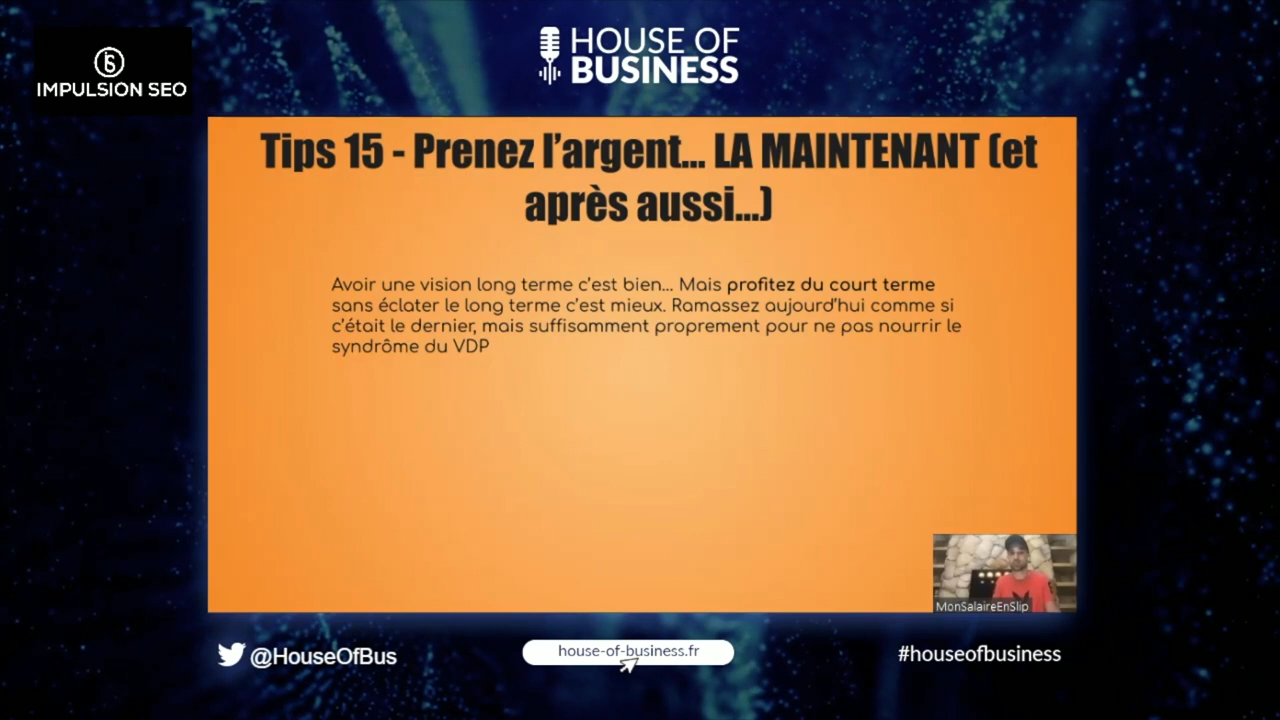 HOUSE OF
BUSINESS
IMPULSION SEO
Tips 15 - Prenez l’argent... LA MAINTENANT (et
après aussi...)
Avoir une vision long terme c’est bien... Mais profitez du court terme
sans éclater le long terme c’est mieux. Ramassez aujourd’hui comme si
c’était le dernier, mais suffisamment proprement pour ne pas nourrir le
syndrôme du VDP
MonSalaireEnSlip
@HouseOfBus
house-of-business.fr
#houseofbusiness